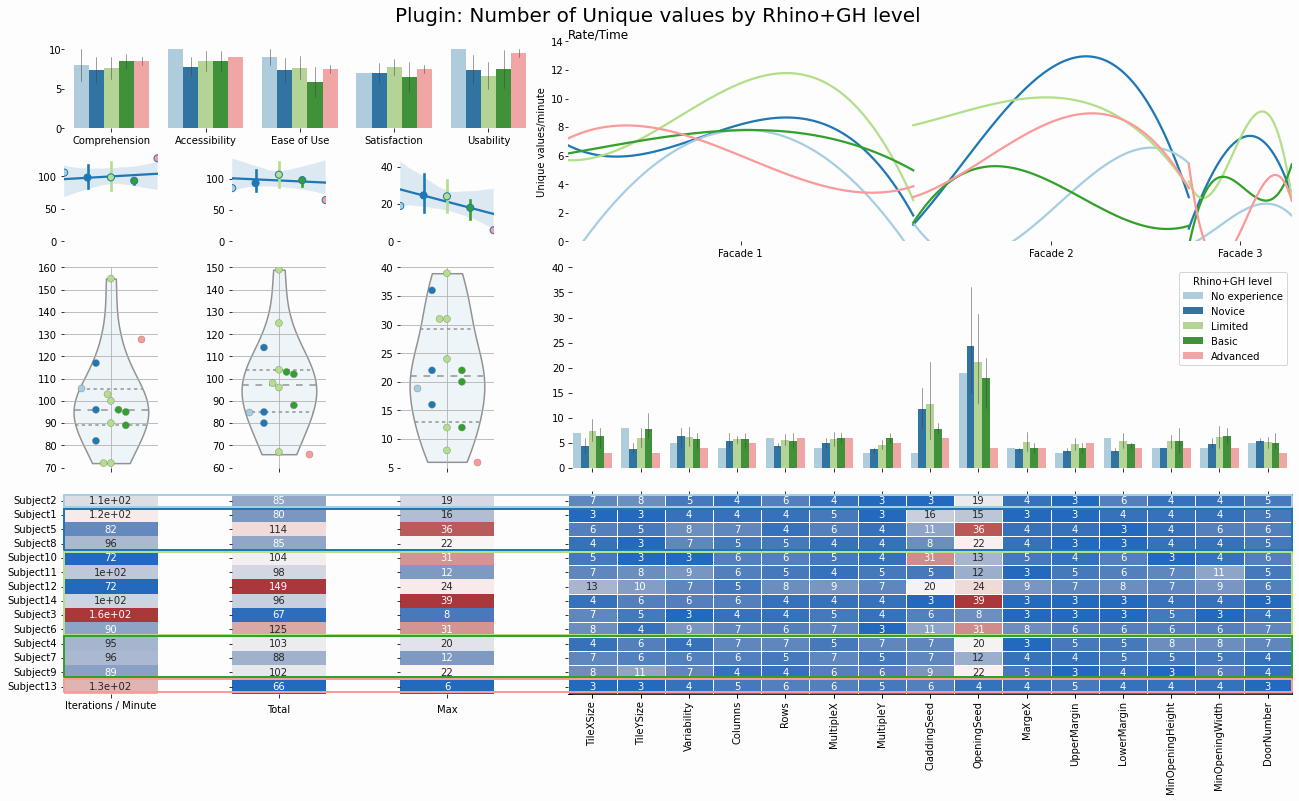 Plugin: Number of Unique values by Rhino+GH level
10
5
0
Comprehension Accessibility Ease of Use Satisfaction Usability
Rate/Time
14
12
10
8
6
4
2
0
Unique values/minute
Facade 1 Facade 2 Facade 3
100
50
0
100
50
0
40
20
0
160
150
140
130
120
110
100
90
80
70
150
140
130
120
110
100
90
80
70
60
40
35
30
25
20
15
10
5
40
35
30
25
20
15
10
5
0
Rhino+GH level
No experience
Novice
Limited
Basic
Advanced
Subject2 1.1e+02 85 19 7 8 5 4 6 4 3 3 19 4 3 6 4 4 5
Subject1 1.2e+02 80 16 3 3 4 4 4 5 3 16 15 3 3 4 4 4 5
Subject5 82 114 36 6 5 8 7 4 6 4 11 36 4 4 3 4 6 6
Subject8 96 85 22 4 3 7 5 5 4 4 8 22 4 3 3 4 4 5
Subject10 72 104 31 5 3 3 6 5 4 5 31 13 5 4 6 3 4 6
Subject11 1e+02 98 12 7 8 9 6 5 4 5 5 12 3 5 6 7 11 5
Subject12 72 149 24 13 10 7 5 8 9 7 20 24 9 7 8 7 9 6
Subject14 1e+02 96 39 4 6 6 6 4 4 4 3 39 3 3 3 4 4 3
Subject3 1.6e+02 67 8 7 5 3 4 4 5 4 6 8 3 3 3 5 3 4
Subject6 90 125 31 8 4 9 7 6 7 3 11 31 8 6 6 6 6 7
Subject4 95 103 20 4 6 4 7 7 5 7 7 20 3 5 5 8 8 7
Subject7 96 88 12 7 6 6 6 5 7 5 7 12 4 4 5 5 5 4
Subject9 89 102 22 8 11 7 4 4 6 6 9 22 5 3 4 3 6 4
Subject13 1.3e+02 66 6 3 3 4 5 6 6 5 6 4 4 5 4 4 4 3
Iterations / Minute Total Max
TileXSize
TileYSize
Variability
Columns
Rows
MultipleX
MultipleY
CladdingSeed
OpeningSeed
MargeX
UpperMargin
LowerMargin
MinOpeningHeight
MinOpeningWidth
DoorNumber